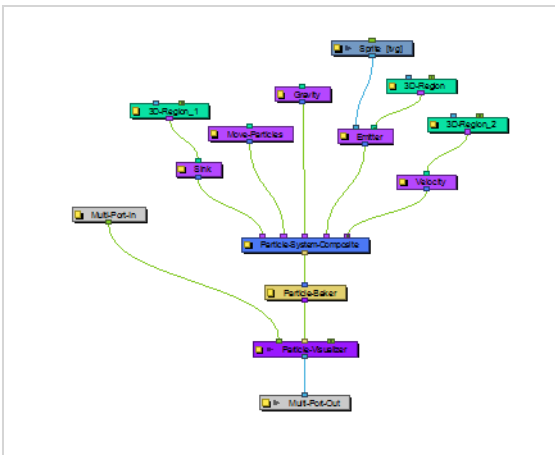 Sprite [tvg]
3D-Region
Gravity
3D-Region_1
3D-Region_2
Move-Particles
Emitter
Sink
Velocity
Multi-Port-In
Particle-System-Composite
Particle-Baker
Particle-Visualizer
Multi-Port-Out